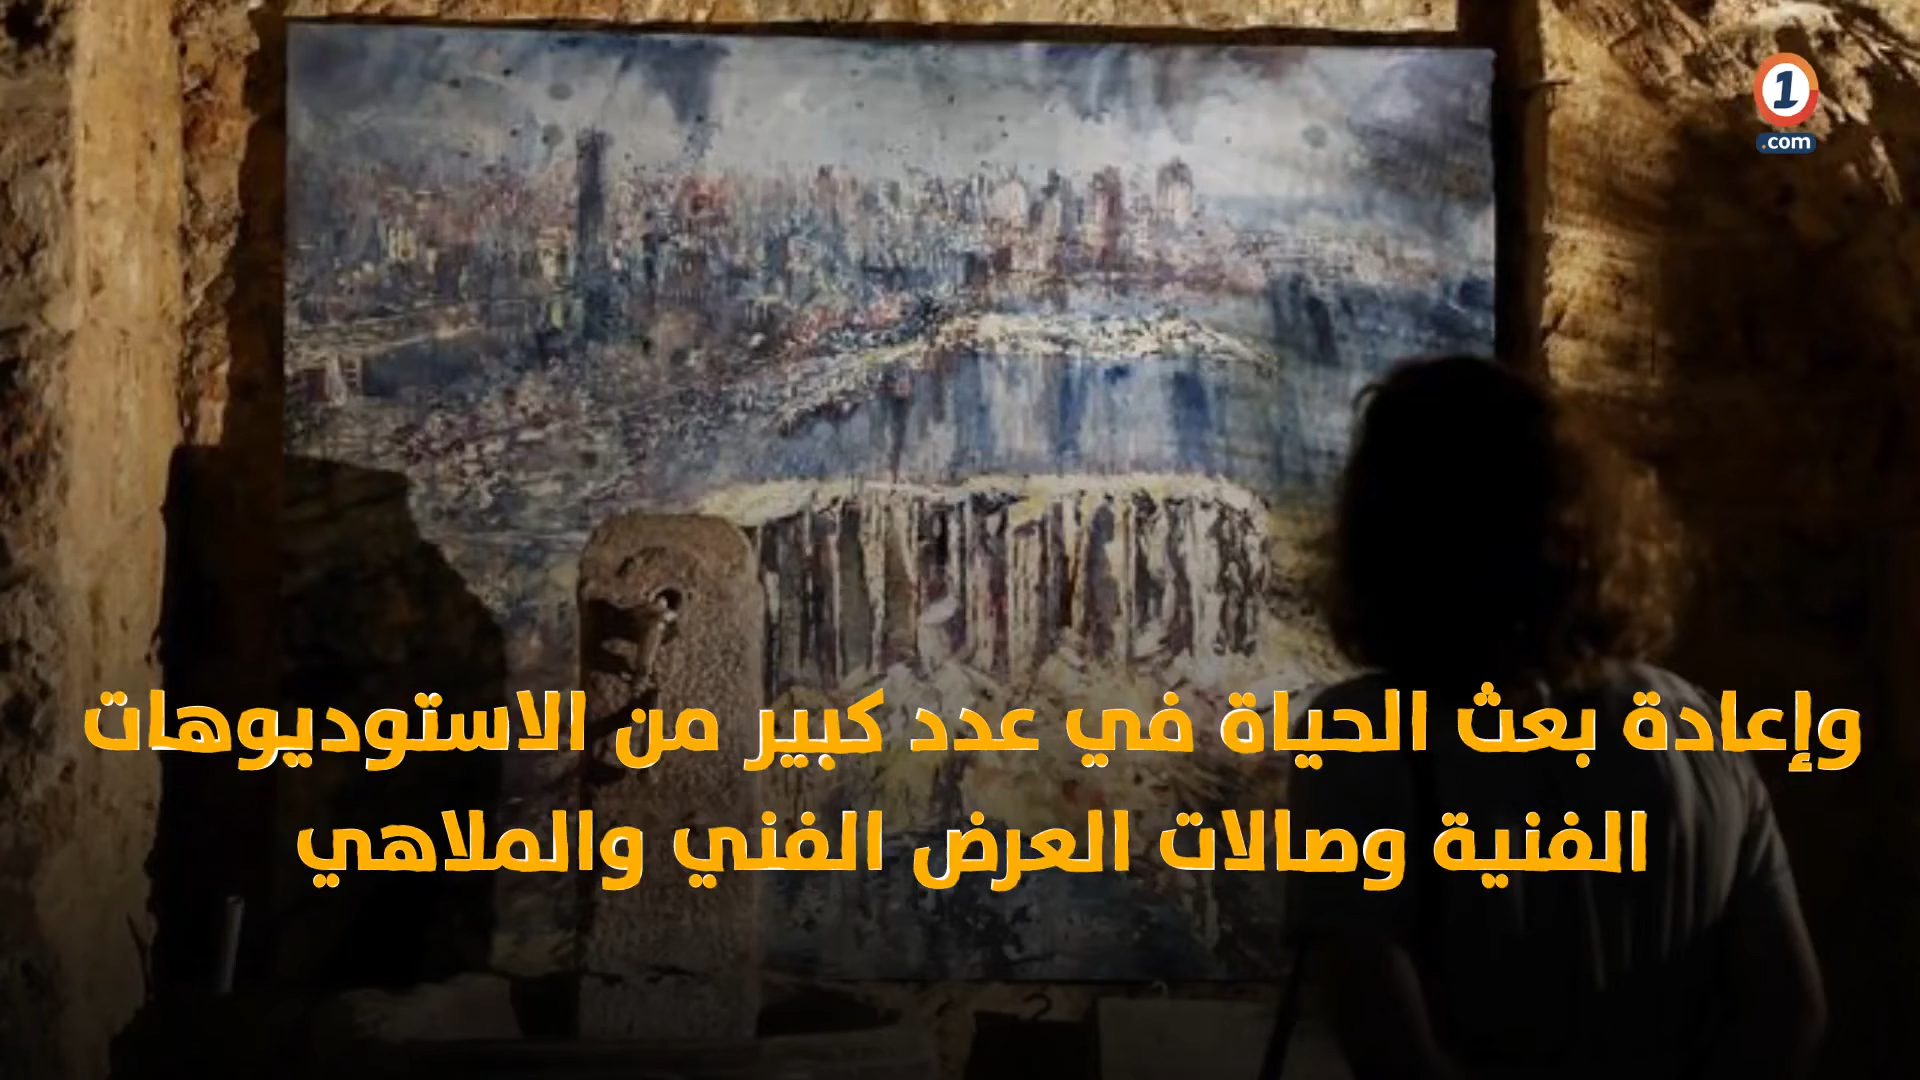 1
.com
وإعادة بعث الحياة في عدد كبير من الاستوديوهات
الفنية وصالات العرض الفني والملاهي